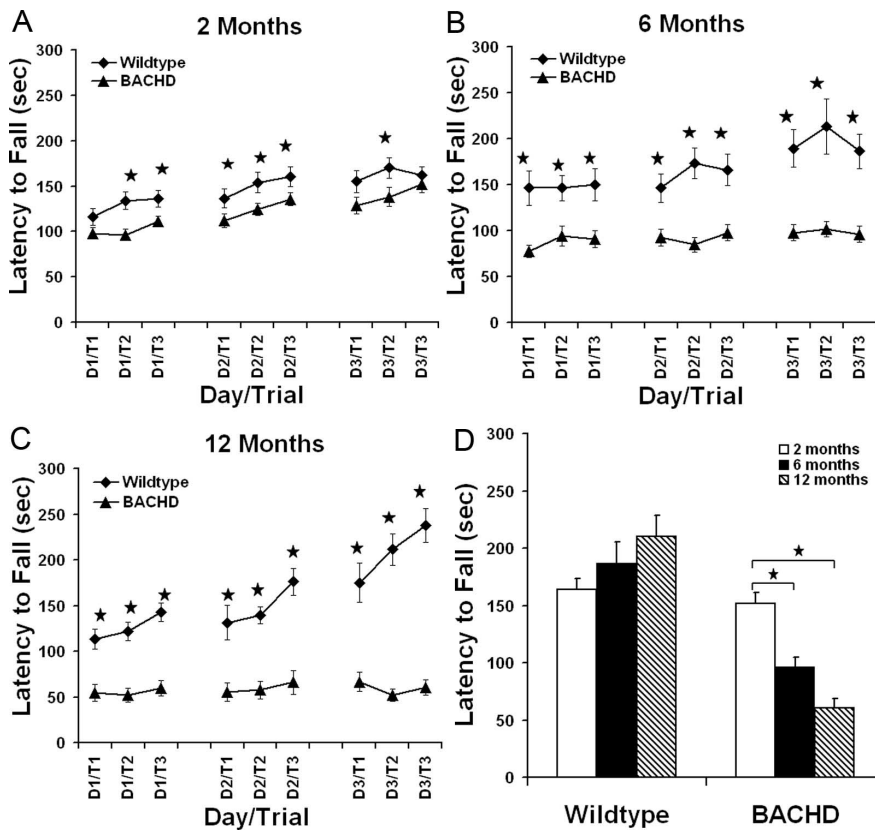 A
2 Months
Latency to Fall (sec)
300
250
200
150
100
50
0
Wildtype
BACHD
D1/T1
D1/T2
D1/T3
D2/T1
D2/T2
D2/T3
D3/T1
D3/T2
D3/T3
Day/Trial
B
6 Months
Latency to Fall (sec)
300
250
200
150
100
50
0
Wildtype
BACHD
D1/T1
D1/T2
D1/T3
D2/T1
D2/T2
D2/T3
D3/T1
D3/T2
D3/T3
Day/Trial
C
12 Months
Latency to Fall (sec)
300
250
200
150
100
50
0
Wildtype
BACHD
D1/T1
D1/T2
D1/T3
D2/T1
D2/T2
D2/T3
D3/T1
D3/T2
D3/T3
Day/Trial
D
Latency to Fall (sec)
300
250
200
150
100
50
0
2 months
6 months
12 months
Wildtype
BACHD